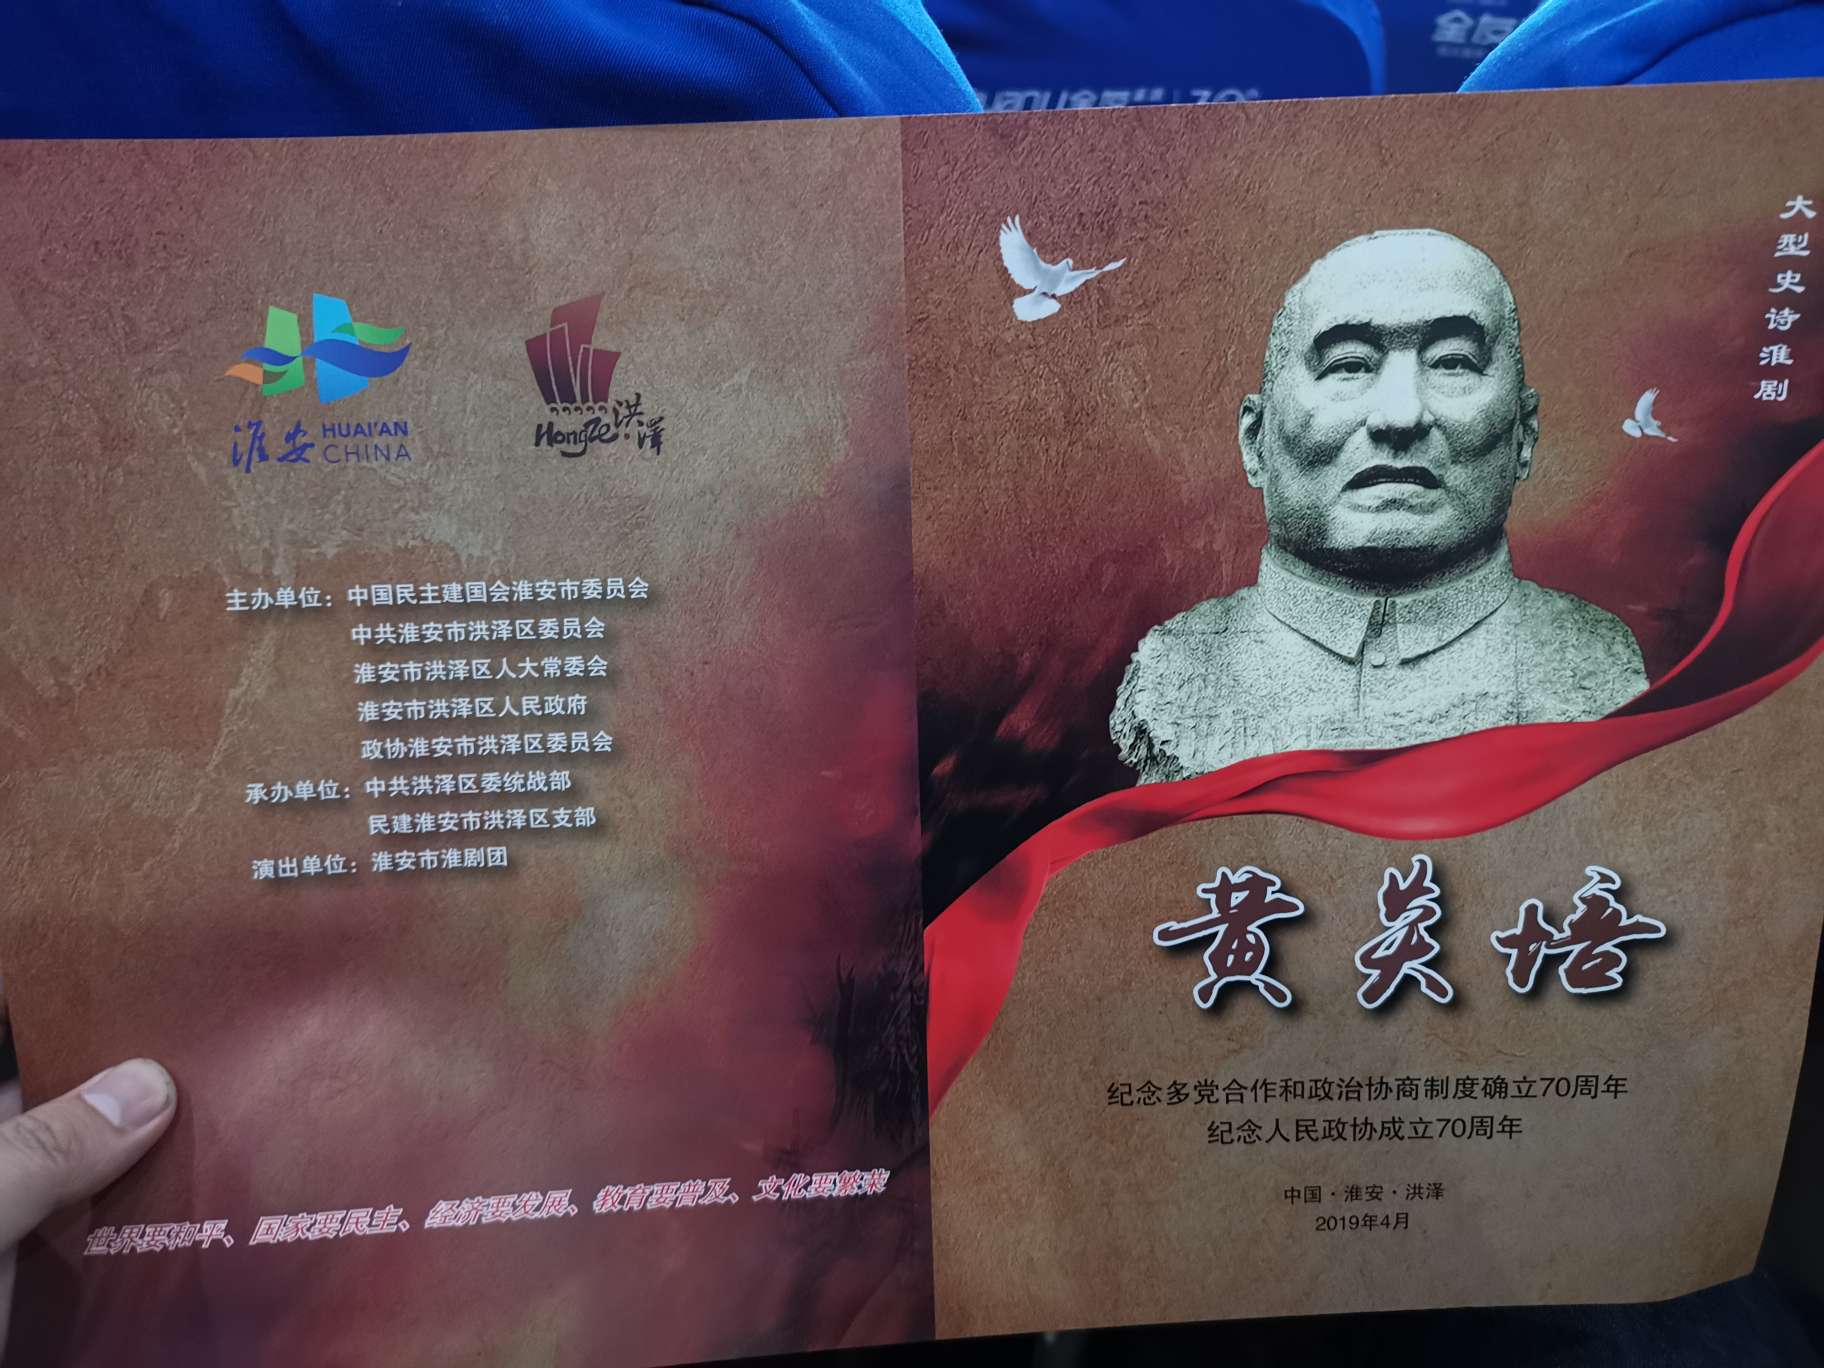 淮安 HUAI'AN
CHINA
HongZe 洪泽
主办单位：中国民主建国会淮安市委员会
中共淮安市洪泽区委员会
淮安市洪泽区人大常委会
淮安市洪泽区人民政府
政协淮安市洪泽区委员会
承办单位：中共洪泽区委统战部
民建淮安市洪泽区支部
演出单位：淮安市淮剧团
世界要和平、国家要民主、经济要发展、教育要普及、文化要繁荣
大型史诗淮剧
黄炎培
纪念多党合作和政治协商制度确立70周年
纪念人民政协成立70周年
中国·淮安·洪泽
2019年4月
全友